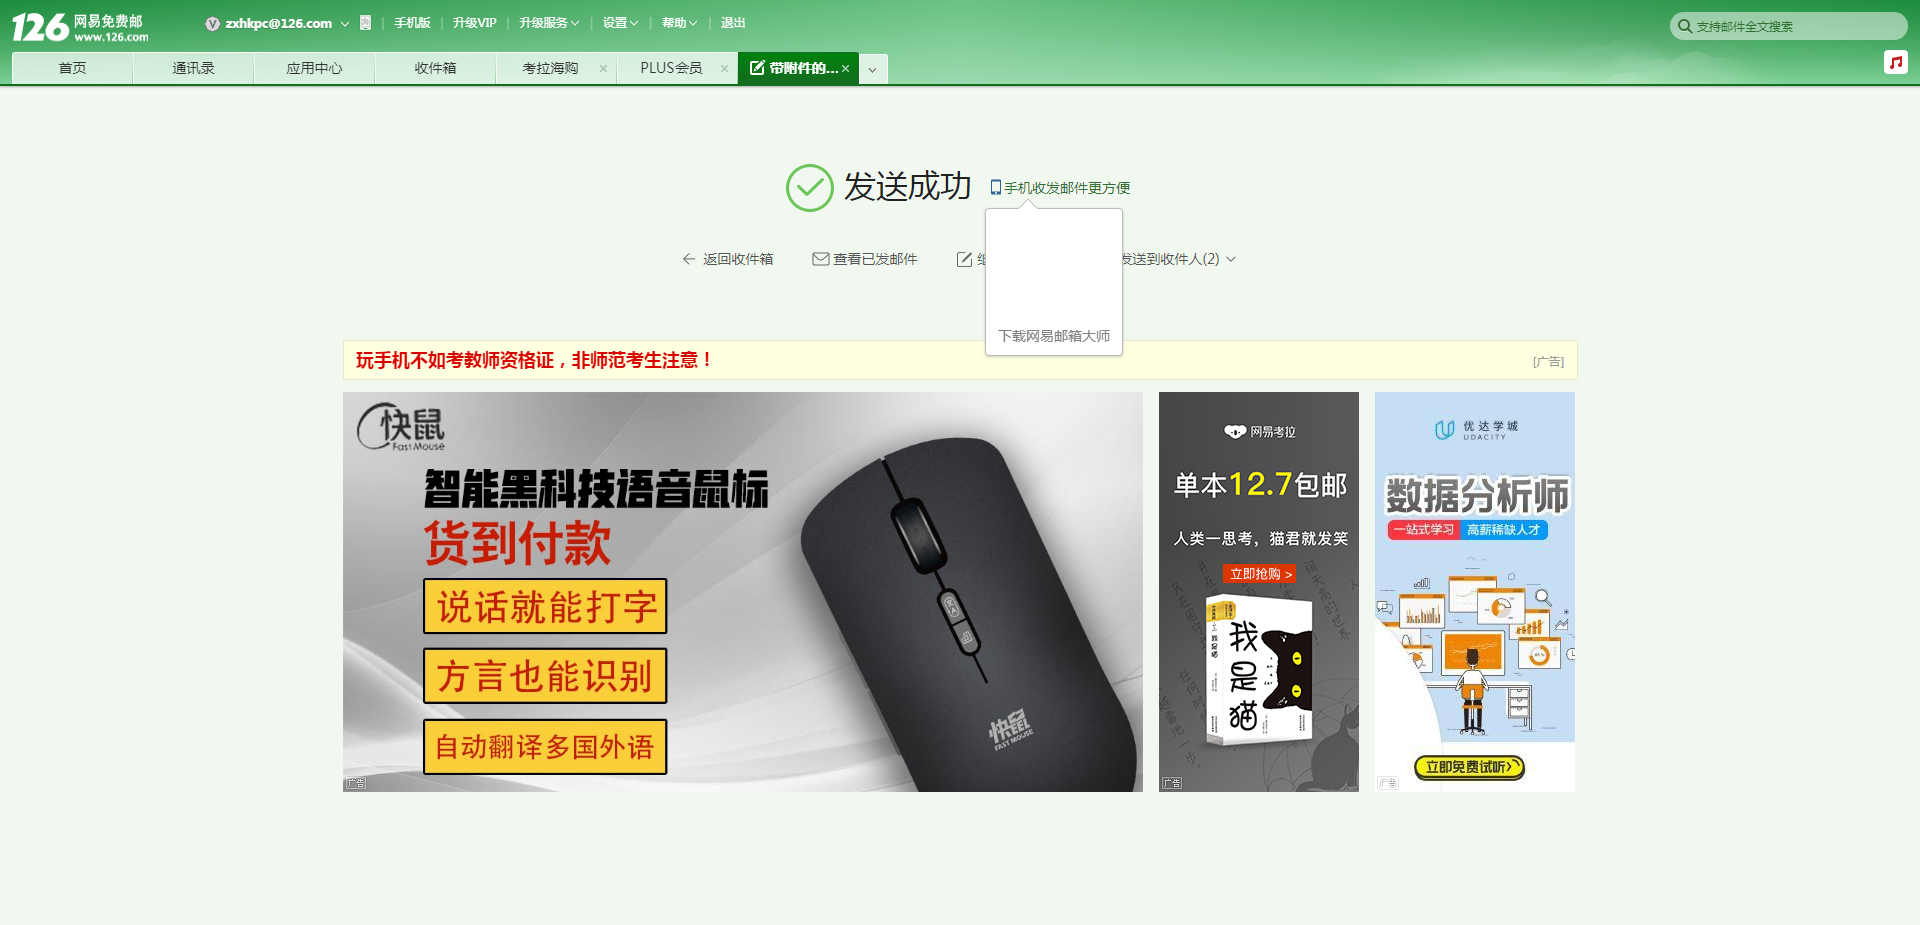 126 网易免费邮
www.126.com
zxhkpc@126.com
手机版
升级VIP
升级服务
设置
帮助
退出
支持邮件全文搜索
首页
通讯录
应用中心
收件箱
考拉海购
PLUS会员
带附件的...
发送成功
手机收发邮件更方便
返回收件箱
查看已发邮件
发送到收件人(2)
下载网易邮箱大师
玩手机不如考教师资格证，非师范考生注意！
[广告]
快鼠
FastMouse
智能黑科技语音鼠标
货到付款
说话就能打字
方言也能识别
自动翻译多国外语
快鼠
FAST MOUSE
广告
网易考拉
单本12.7包邮
人类一思考，猫君就发笑
立即抢购 >
我是猫
我是猫
广告
优达学城
UDACITY
数据分析师
一站式学习 高薪稀缺人才
立即免费试听
广告